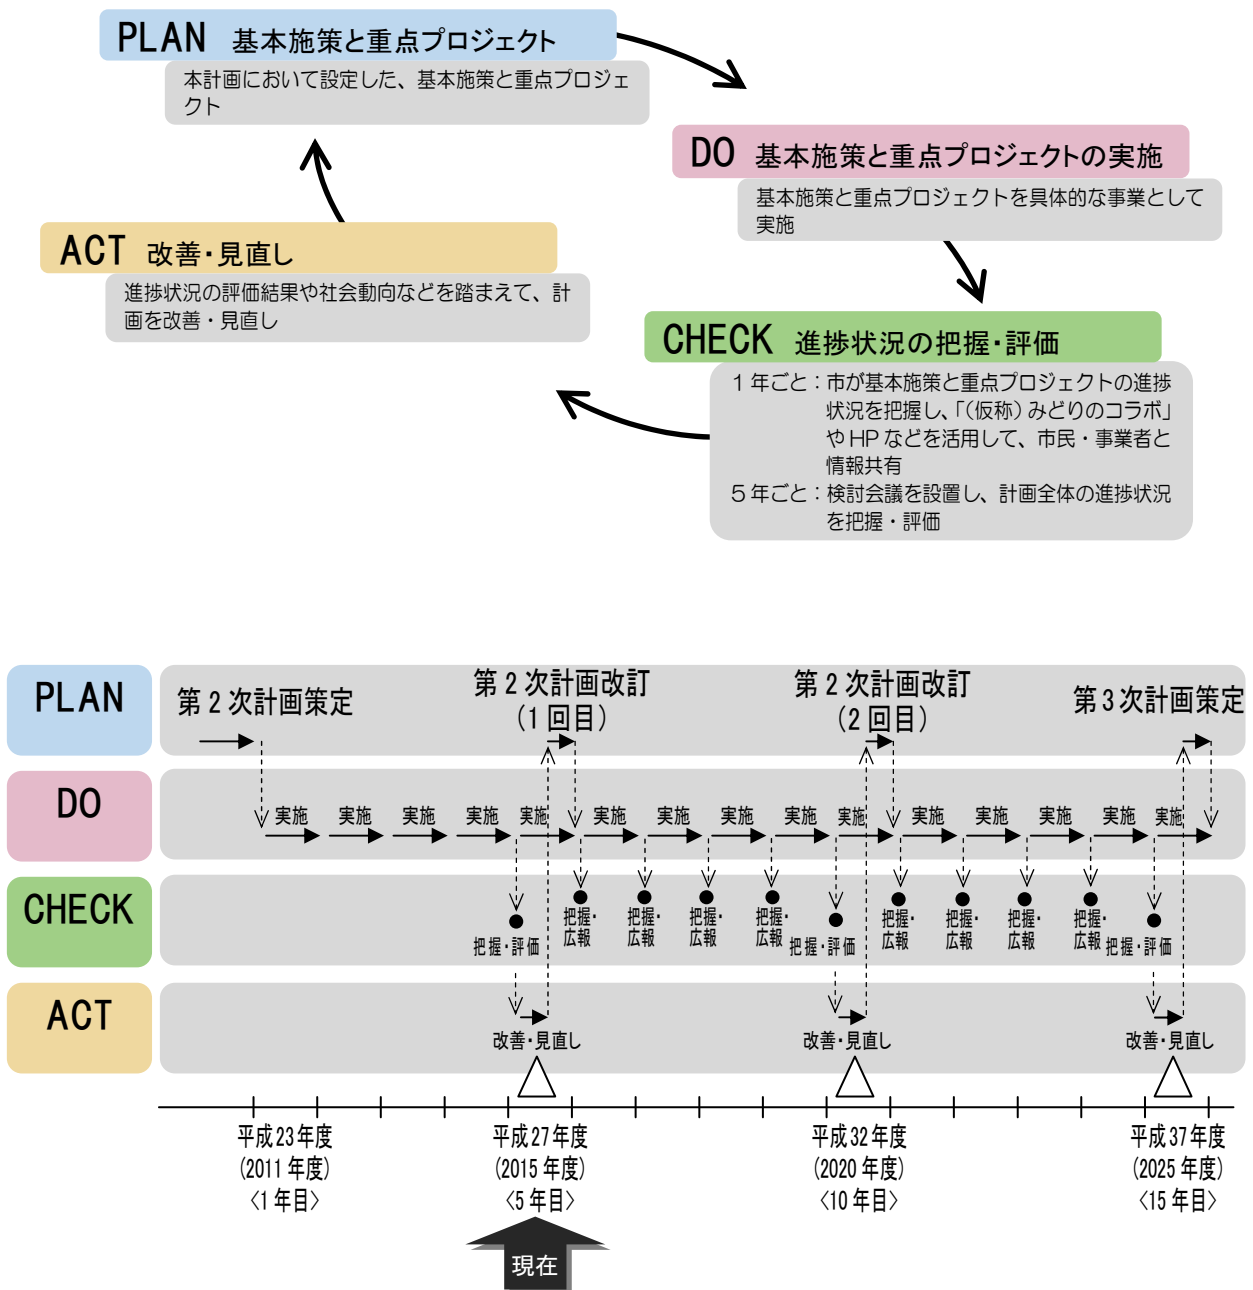 PLAN 基本施策と重点プロジェクト
本計画において設定した、基本施策と重点プロジェ
クト
DO 基本施策と重点プロジェクトの実施
基本施策と重点プロジェクトを具体的な事業として
実施
ACT 改善・見直し
進捗状況の評価結果や社会動向などを踏まえて、計
画を改善・見直し
CHECK 進捗状況の把握・評価
1年ごと：市が基本施策と重点プロジェクトの進捗
状況を把握し、「(仮称)みどりのコラボ」
やHPなどを活用して、市民・事業者と
情報共有
5年ごと：検討会議を設置し、計画全体の進捗状況
を把握・評価
PLAN
第2次計画策定
第2次計画改訂
(1回目)
第2次計画改訂
(2回目)
第3次計画策定
DO
実施 実施 実施 実施 実施 実施 実施 実施 実施 実施 実施 実施 実施 実施 実施
CHECK
把握・評価
把握・
広報
把握・
広報
把握・
広報
把握・
広報
把握・評価
把握・
広報
把握・
広報
把握・
広報
把握・
広報
把握・評価
ACT
改善・見直し
改善・見直し
改善・見直し
平成23年度
(2011年度)
〈1年目〉
平成27年度
(2015年度)
〈5年目〉
平成32年度
(2020年度)
〈10年目〉
平成37年度
(2025年度)
〈15年目〉
現在